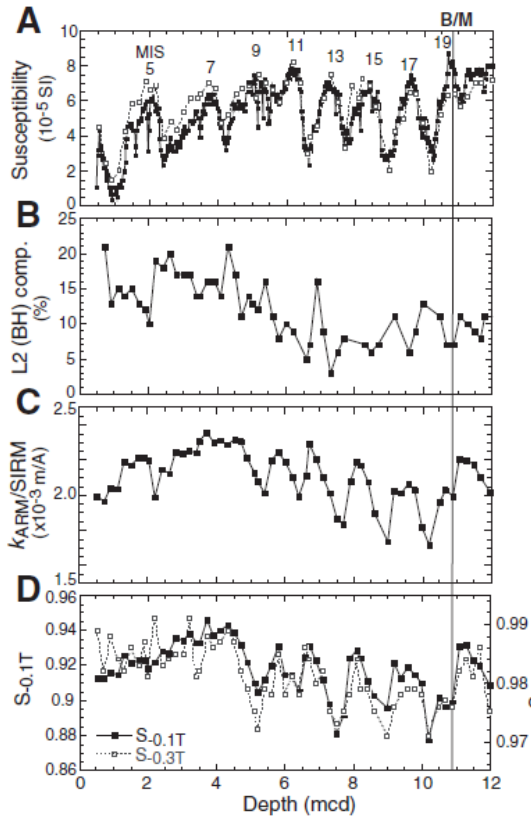 B/M
A
10
8
6
4
2
0
Susceptibility
(10-5 SI)
MIS
5
7
9
11
13
15
17
19
B
25
20
15
10
5
0
L2 (BH) comp.
(%)
C
2.5
2.0
1.5
kARM/SIRM
(x10-3 m/A)
D
0.96
0.94
0.92
0.9
0.88
0.86
S-0.1T
0.99
0.98
0.97
S-0.1T
S-0.3T
0
2
4
6
8
10
12
Depth (mcd)